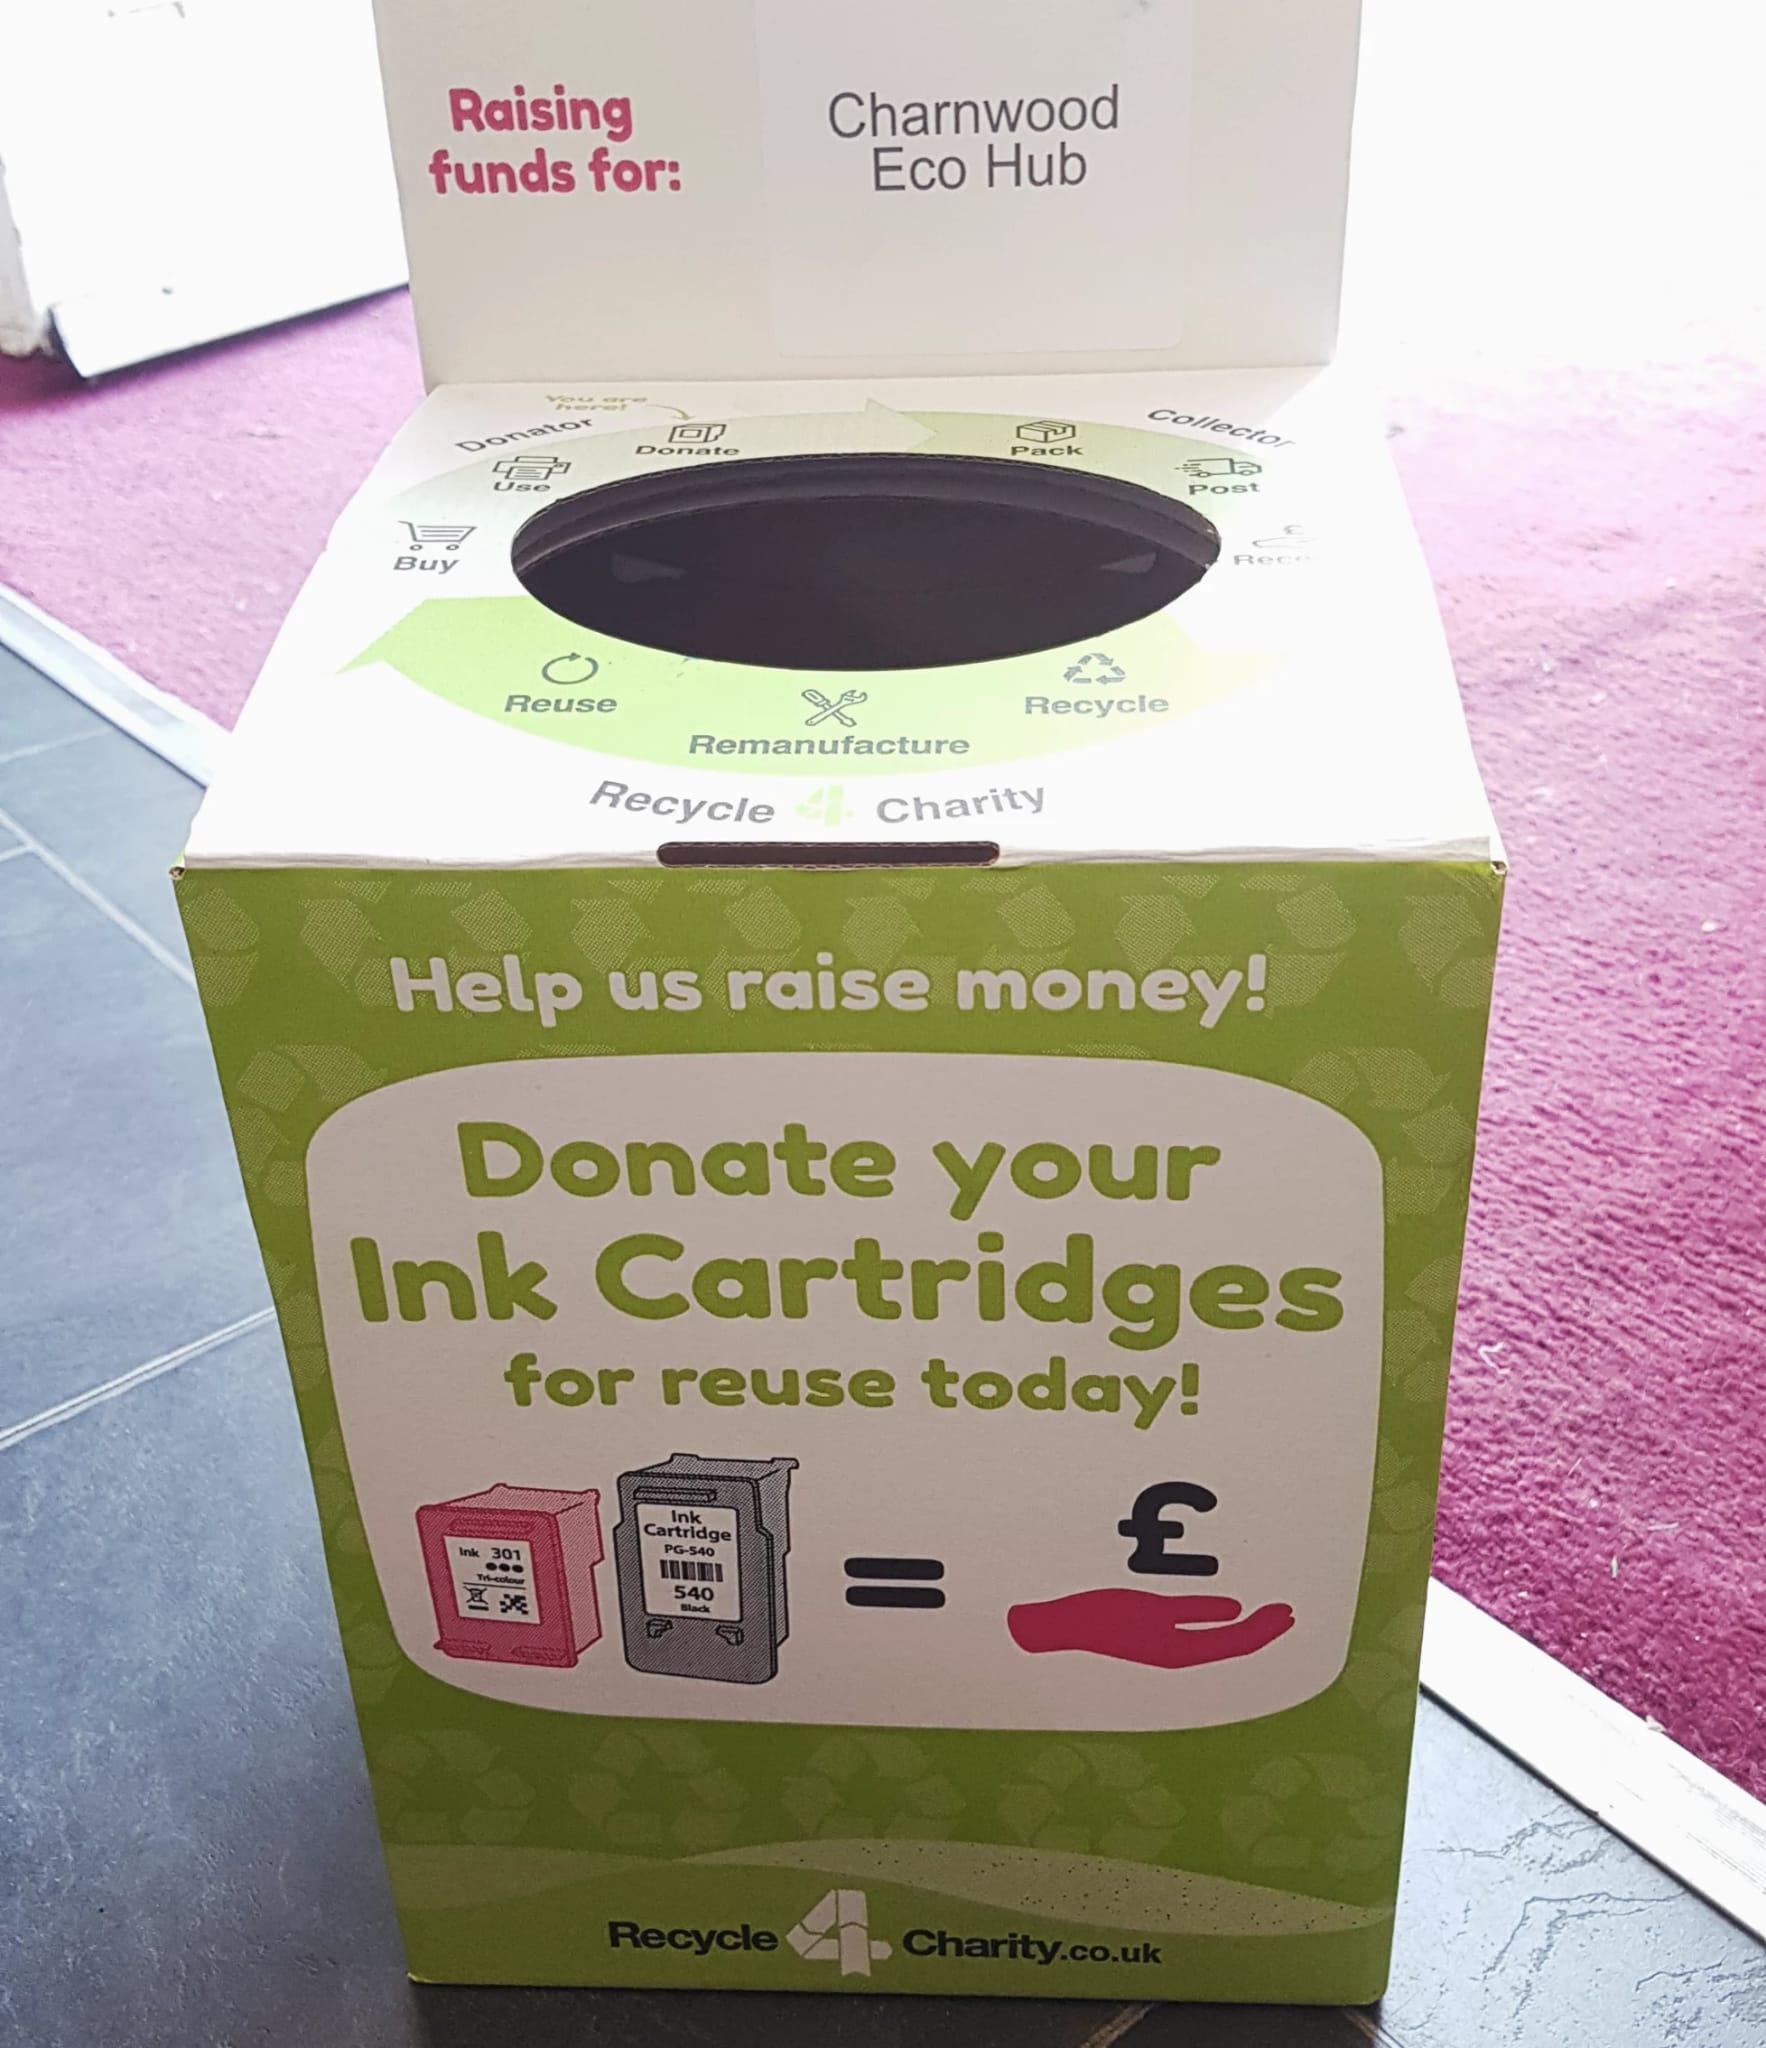 Raising
funds for:
Charnwood
Eco Hub
You are
here!
Donator
Collector
Donate
Pack
Use
Post
Buy
Reuse
Recycle
Remanufacture
Recycle 4 Charity
Help us raise money!
Donate your
Ink Cartridges
for reuse today!
Ink 301
Tri-colour
Ink
Cartridge
PG-540
540
Black
= £
Recycle 4 Charity.co.uk